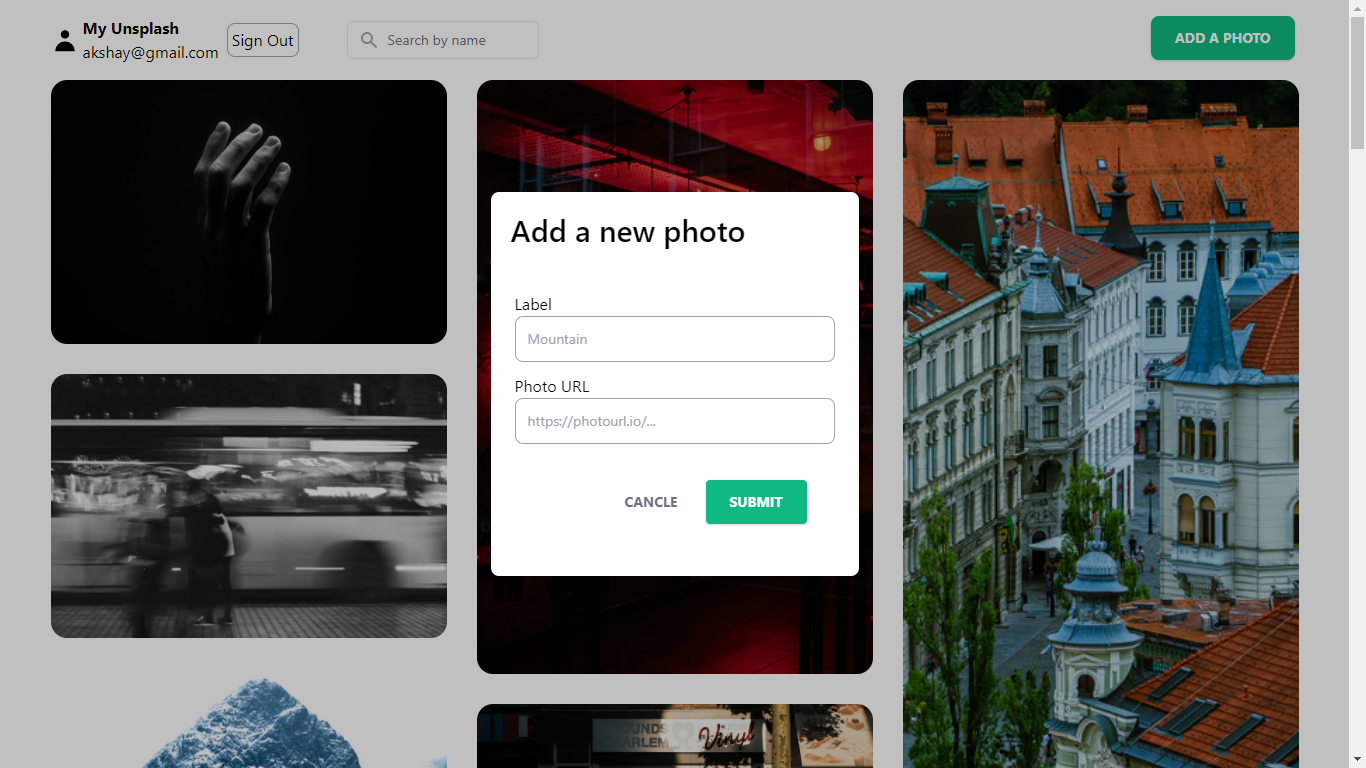 My Unsplash
akshay@gmail.com
Sign Out
Search by name
ADD A PHOTO
Add a new photo
Label
Mountain
Photo URL
https://photourl.io/...
CANCLE
SUBMIT
Vinyl